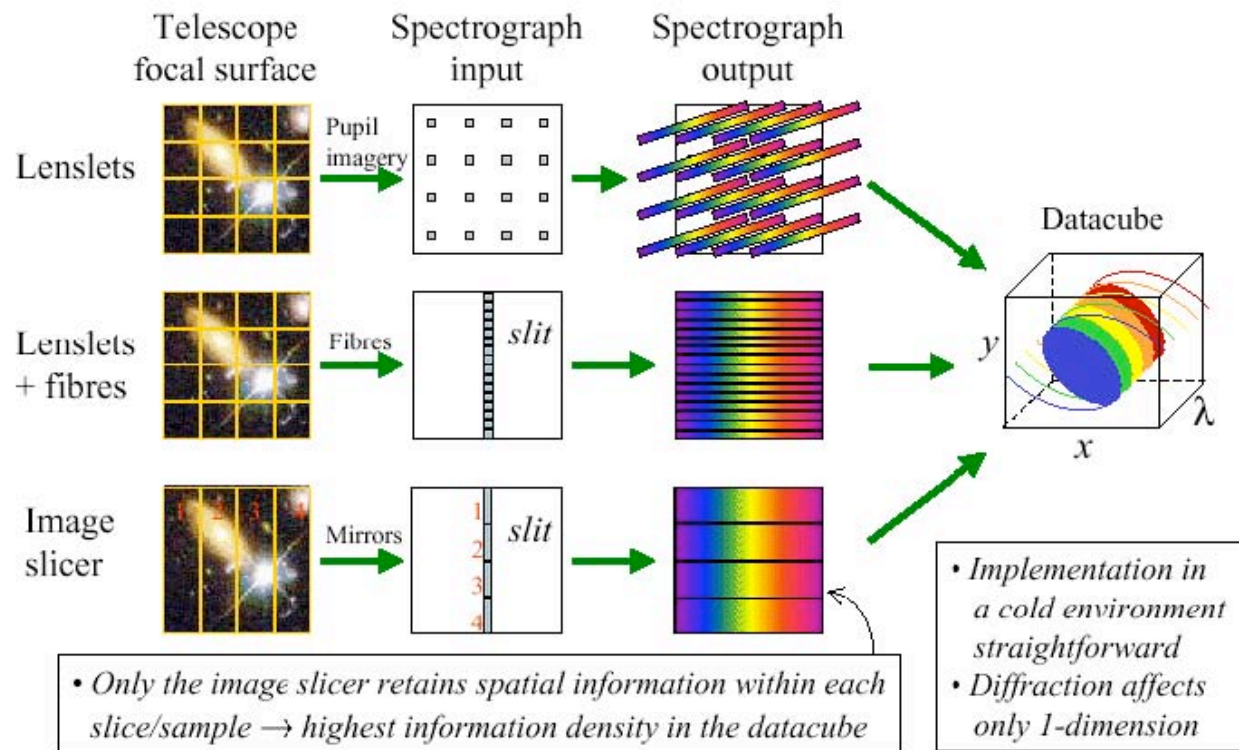 Telescope
focal surface
Spectrograph
input
Spectrograph
output
Lenslets
Pupil
imagery
Lenslets
+ fibres
Fibres
slit
Image
slicer
1 2 3 4
Mirrors
1
2
3
4
slit
Datacube
y
x
λ
• Only the image slicer retains spatial information within each
slice/sample → highest information density in the datacube
• Implementation in
a cold environment
straightforward
• Diffraction affects
only 1-dimension